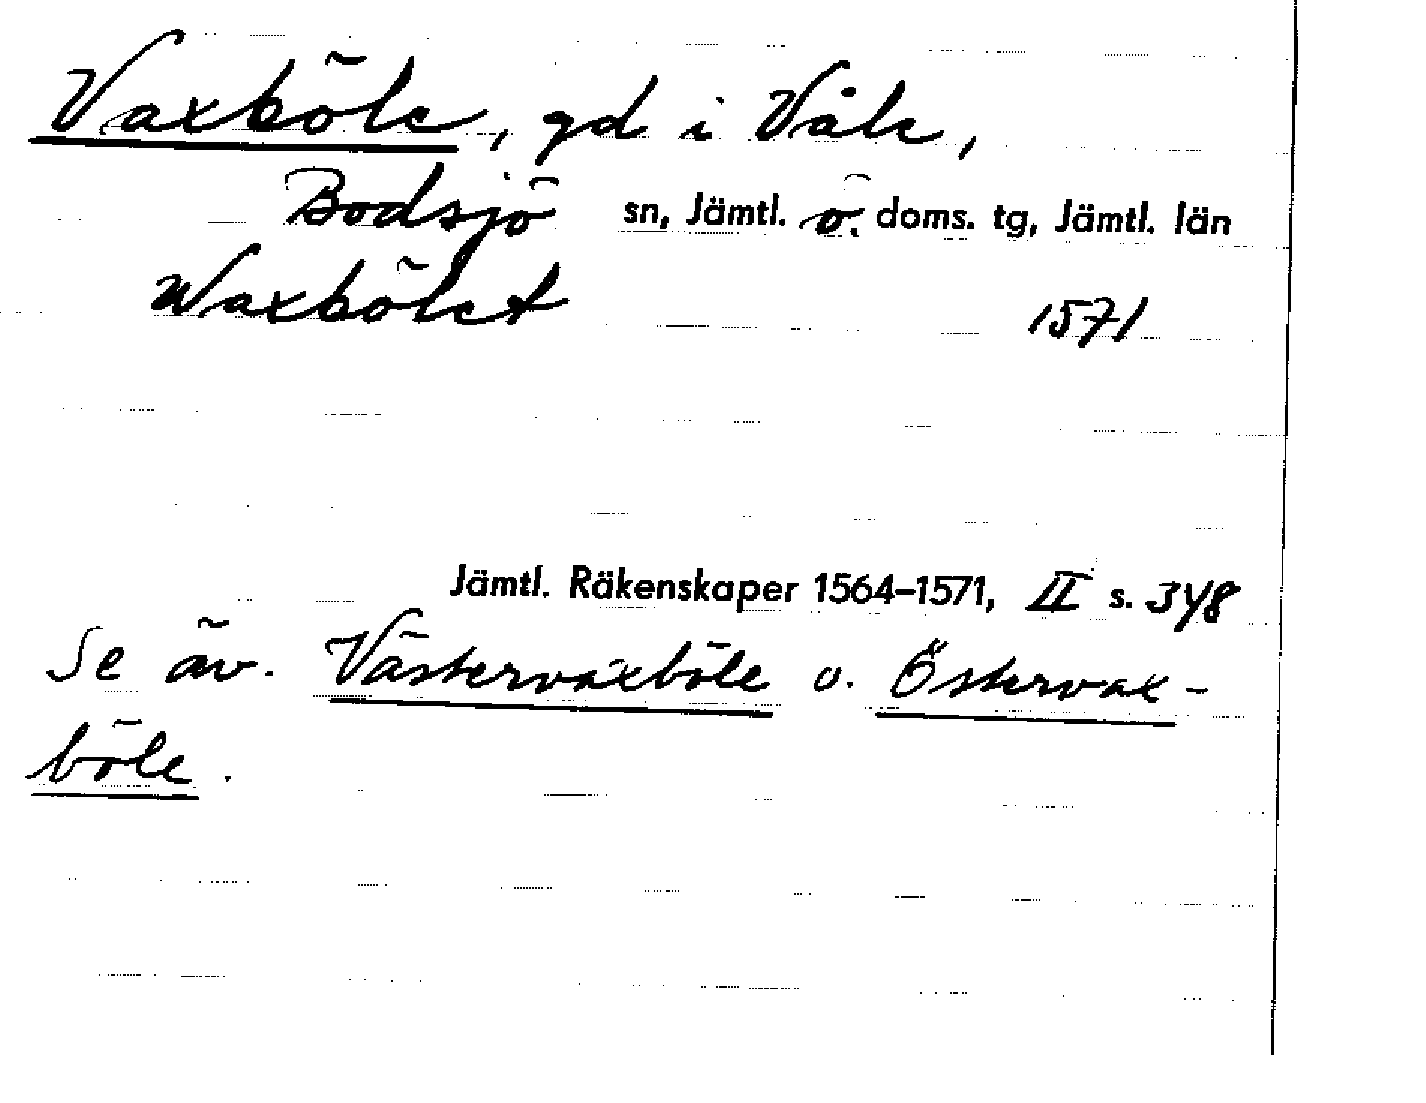 Vaxböle, gd i Våle,
Bodsjö sn, Jämtl. ö. doms. tg, Jämtl. län
Waxbölet 1571
Jämtl. Räkenskaper 1564–1571, II s. 348
Se äv. Västervaxböle o. Östervax-
böle.